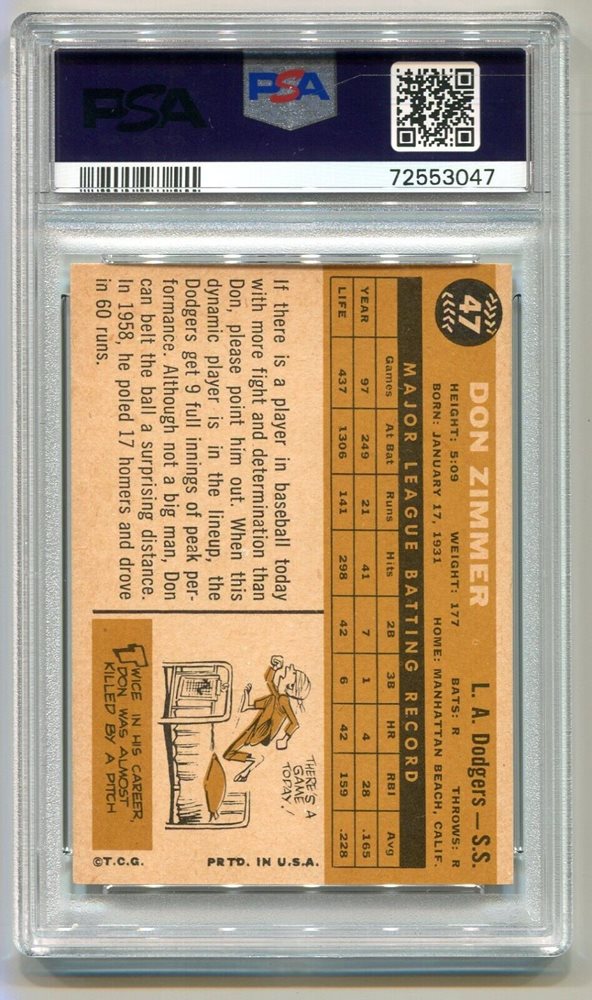 PSA
PSA
72553047
47
DON ZIMMER
L. A. Dodgers — S.S.
HEIGHT: 5:09 WEIGHT: 177 BATS: R THROWS: R
BORN: JANUARY 17, 1931 HOME: MANHATTAN BEACH, CALIF.
MAJOR LEAGUE BATTING RECORD
Games At Bat Runs Hits 2B 3B HR RBI Avg
YEAR 97 249 21 41 7 1 4 28 .165
LIFE 437 1306 141 298 42 6 42 159 .228
If there is a player in baseball today
with more fight and determination than
Don, please point him out. When this
dynamic player is in the lineup, the
Dodgers get 9 full innings of peak per-
formance. Although not a big man, Don
can belt the ball a surprising distance.
In 1958, he poled 17 homers and drove
in 60 runs.
THERE'S A
GAME
TODAY!
TWICE IN HIS CAREER,
DON WAS ALMOST
KILLED BY A PITCH
©T.C.G. PRTD. IN U.S.A.